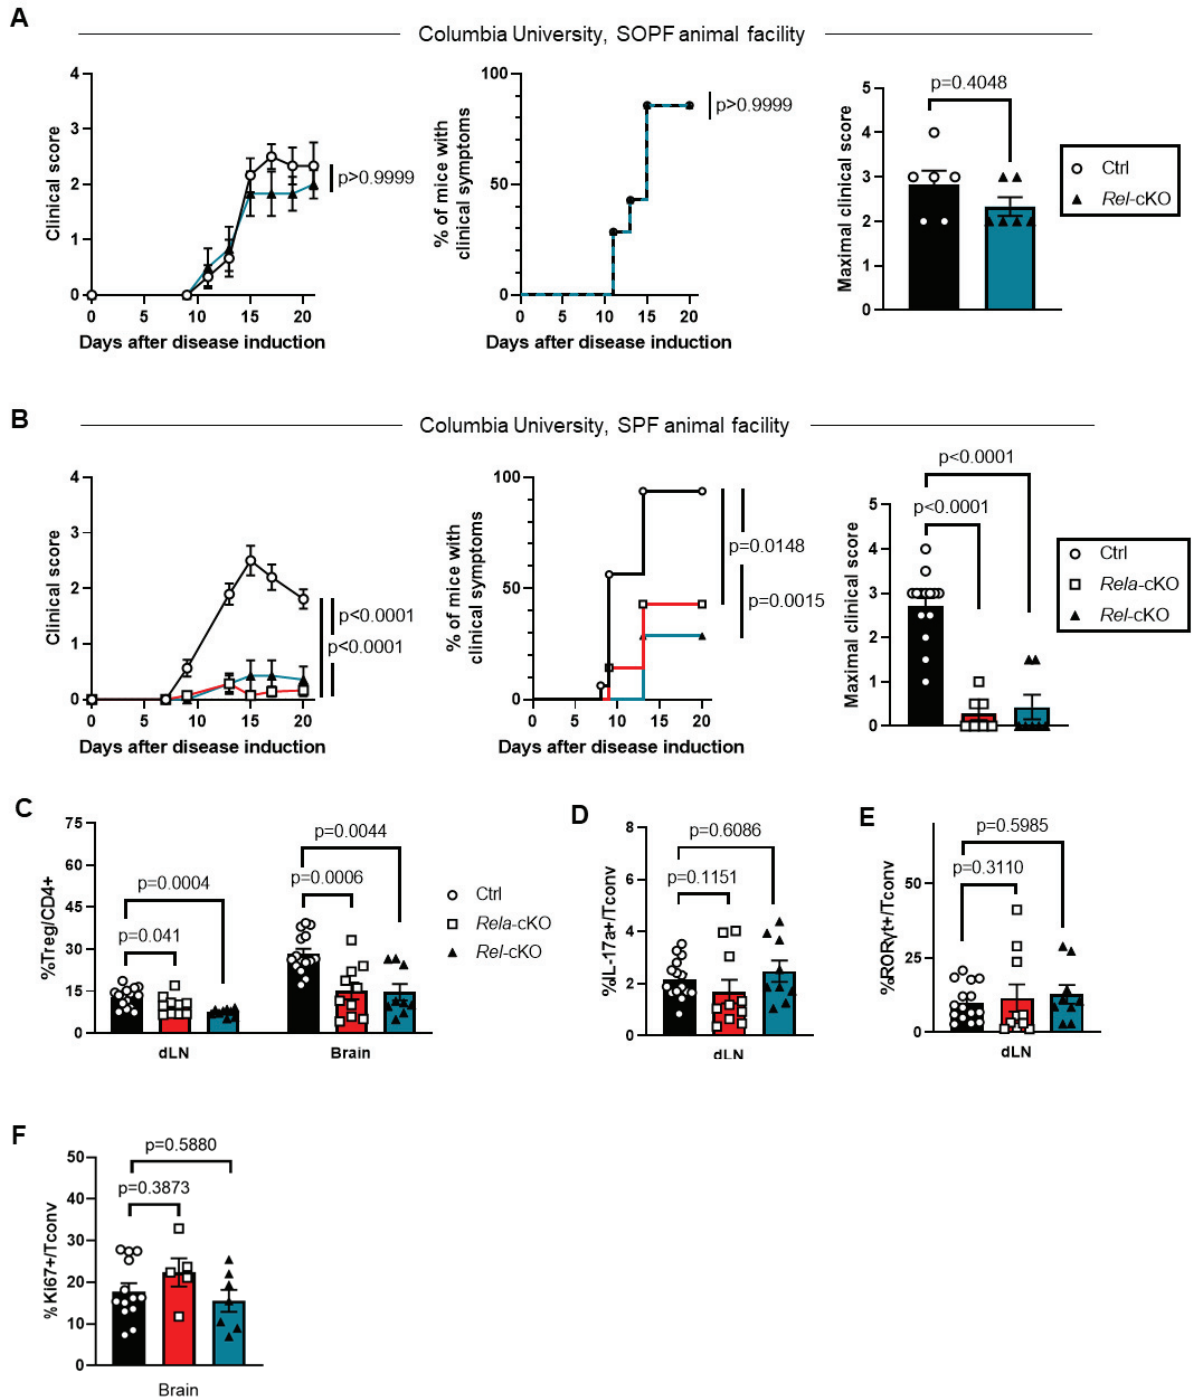 A
Columbia University, SOPF animal facility
4
3
2
1
0
Clinical score
p>0.9999
0 5 10 15 20
Days after disease induction
100
50
0
% of mice with
clinical symptoms
p>0.9999
0 5 10 15 20
Days after disease induction
5
4
3
2
1
0
Maximal clinical score
p=0.4048
Ctrl
Rel-cKO
B
Columbia University, SPF animal facility
4
3
2
1
0
Clinical score
p<0.0001
p<0.0001
0 5 10 15 20
Days after disease induction
100
50
0
% of mice with
clinical symptoms
p=0.0148
p=0.0015
0 5 10 15 20
Days after disease induction
5
4
3
2
1
0
Maximal clinical score
p<0.0001
p<0.0001
Ctrl
Rela-cKO
Rel-cKO
C
75
60
45
30
15
0
%Treg/CD4+
p=0.0004
p=0.041
p=0.0044
p=0.0006
dLN
Brain
Ctrl
Rela-cKO
Rel-cKO
D
8
6
4
2
0
%IL-17a+/Tconv
p=0.6086
p=0.1151
dLN
E
50
25
0
%RORγt+/Tconv
p=0.5985
p=0.3110
dLN
F
50
40
30
20
10
0
%Ki67+/Tconv
p=0.5880
p=0.3873
Brain